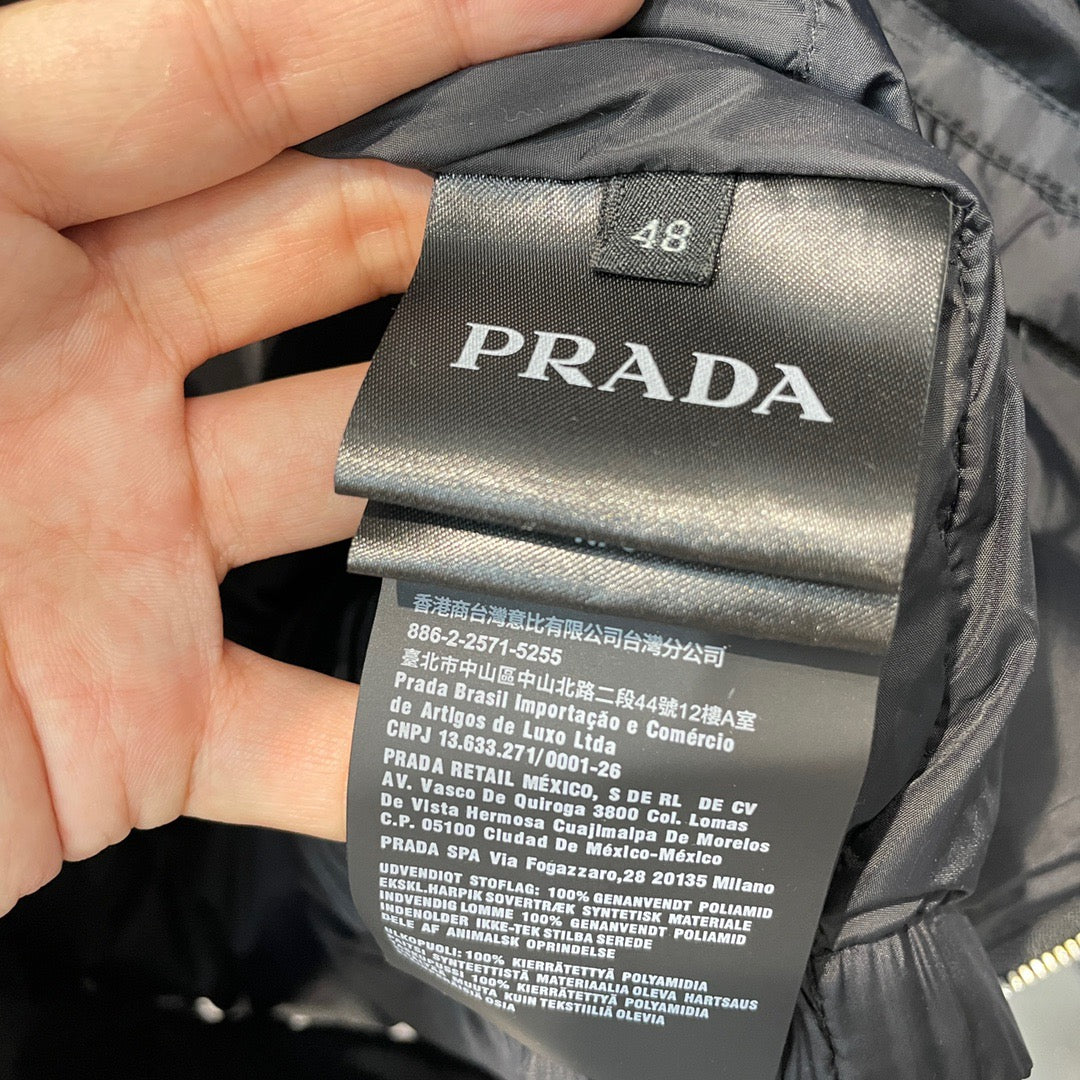 48
PRADA
香港商台灣意比有限公司台灣分公司
886-2-2571-5255
臺北市中山區中山北路二段44號12樓A室
Prada Brasil Importação e Comércio
de Artigos de Luxo Ltda
CNPJ 13.633.271/0001-26
PRADA RETAIL MÉXICO, S DE RL DE CV
AV. Vasco De Quiroga 3800 Col. Lomas
De Vista Hermosa Cuajimalpa De Morelos
C.P. 05100 Ciudad De México-México
PRADA SPA Via Fogazzaro,28 20135 Milano
UDVENDIQT STOFLAG: 100% GENANVENDT POLIAMID
EKSKL.HARPIK SOVERTRÆK SYNTETISK MATERIALE
INDVENDIG LOMME 100% GENANVENDT POLIAMID
INDENOLDER IKKE-TEKSTILBA SEREDE
DELE AF ANIMALSK OPRINDELSE
ULKOPUOLI: 100% KIERRÄTETTYÄ POLYAMIDIA
SYNTEETTISTÄ MATERIAALIA OLEVA HARTSAUS
100% KIERRÄTETTYÄ POLYAMIDIA
MUUTA KUIN TEKSTIILIÄ OLEVIA
OSIA